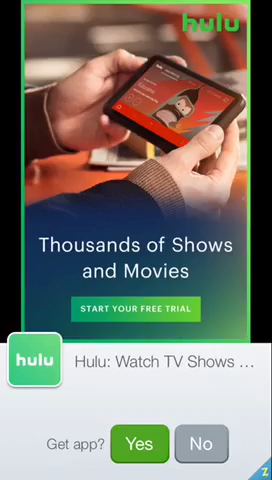 hulu
Thousands of Shows
and Movies
START YOUR FREE TRIAL
hulu
Hulu: Watch TV Shows ...
Get app?
Yes
No
z